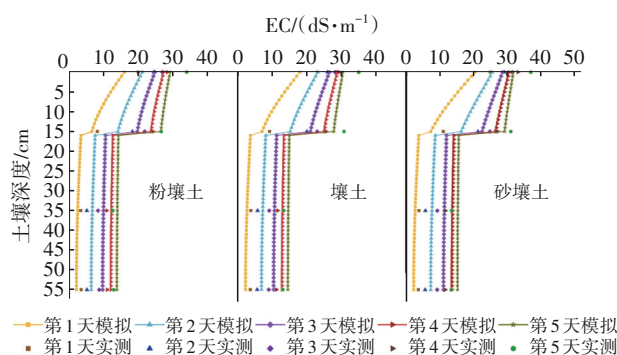 EC/(dS·m⁻¹)
0 10 20 30 40 0 10 20 30 40 0 10 20 30 40 50
土壤深度/cm
5
10
15
20
25
30
35
40
45
50
55
粉壤土 壤土 砂壤土
第1天模拟 第2天模拟 第3天模拟 第4天模拟 第5天模拟
第1天实测 第2天实测 第3天实测 第4天实测 第5天实测